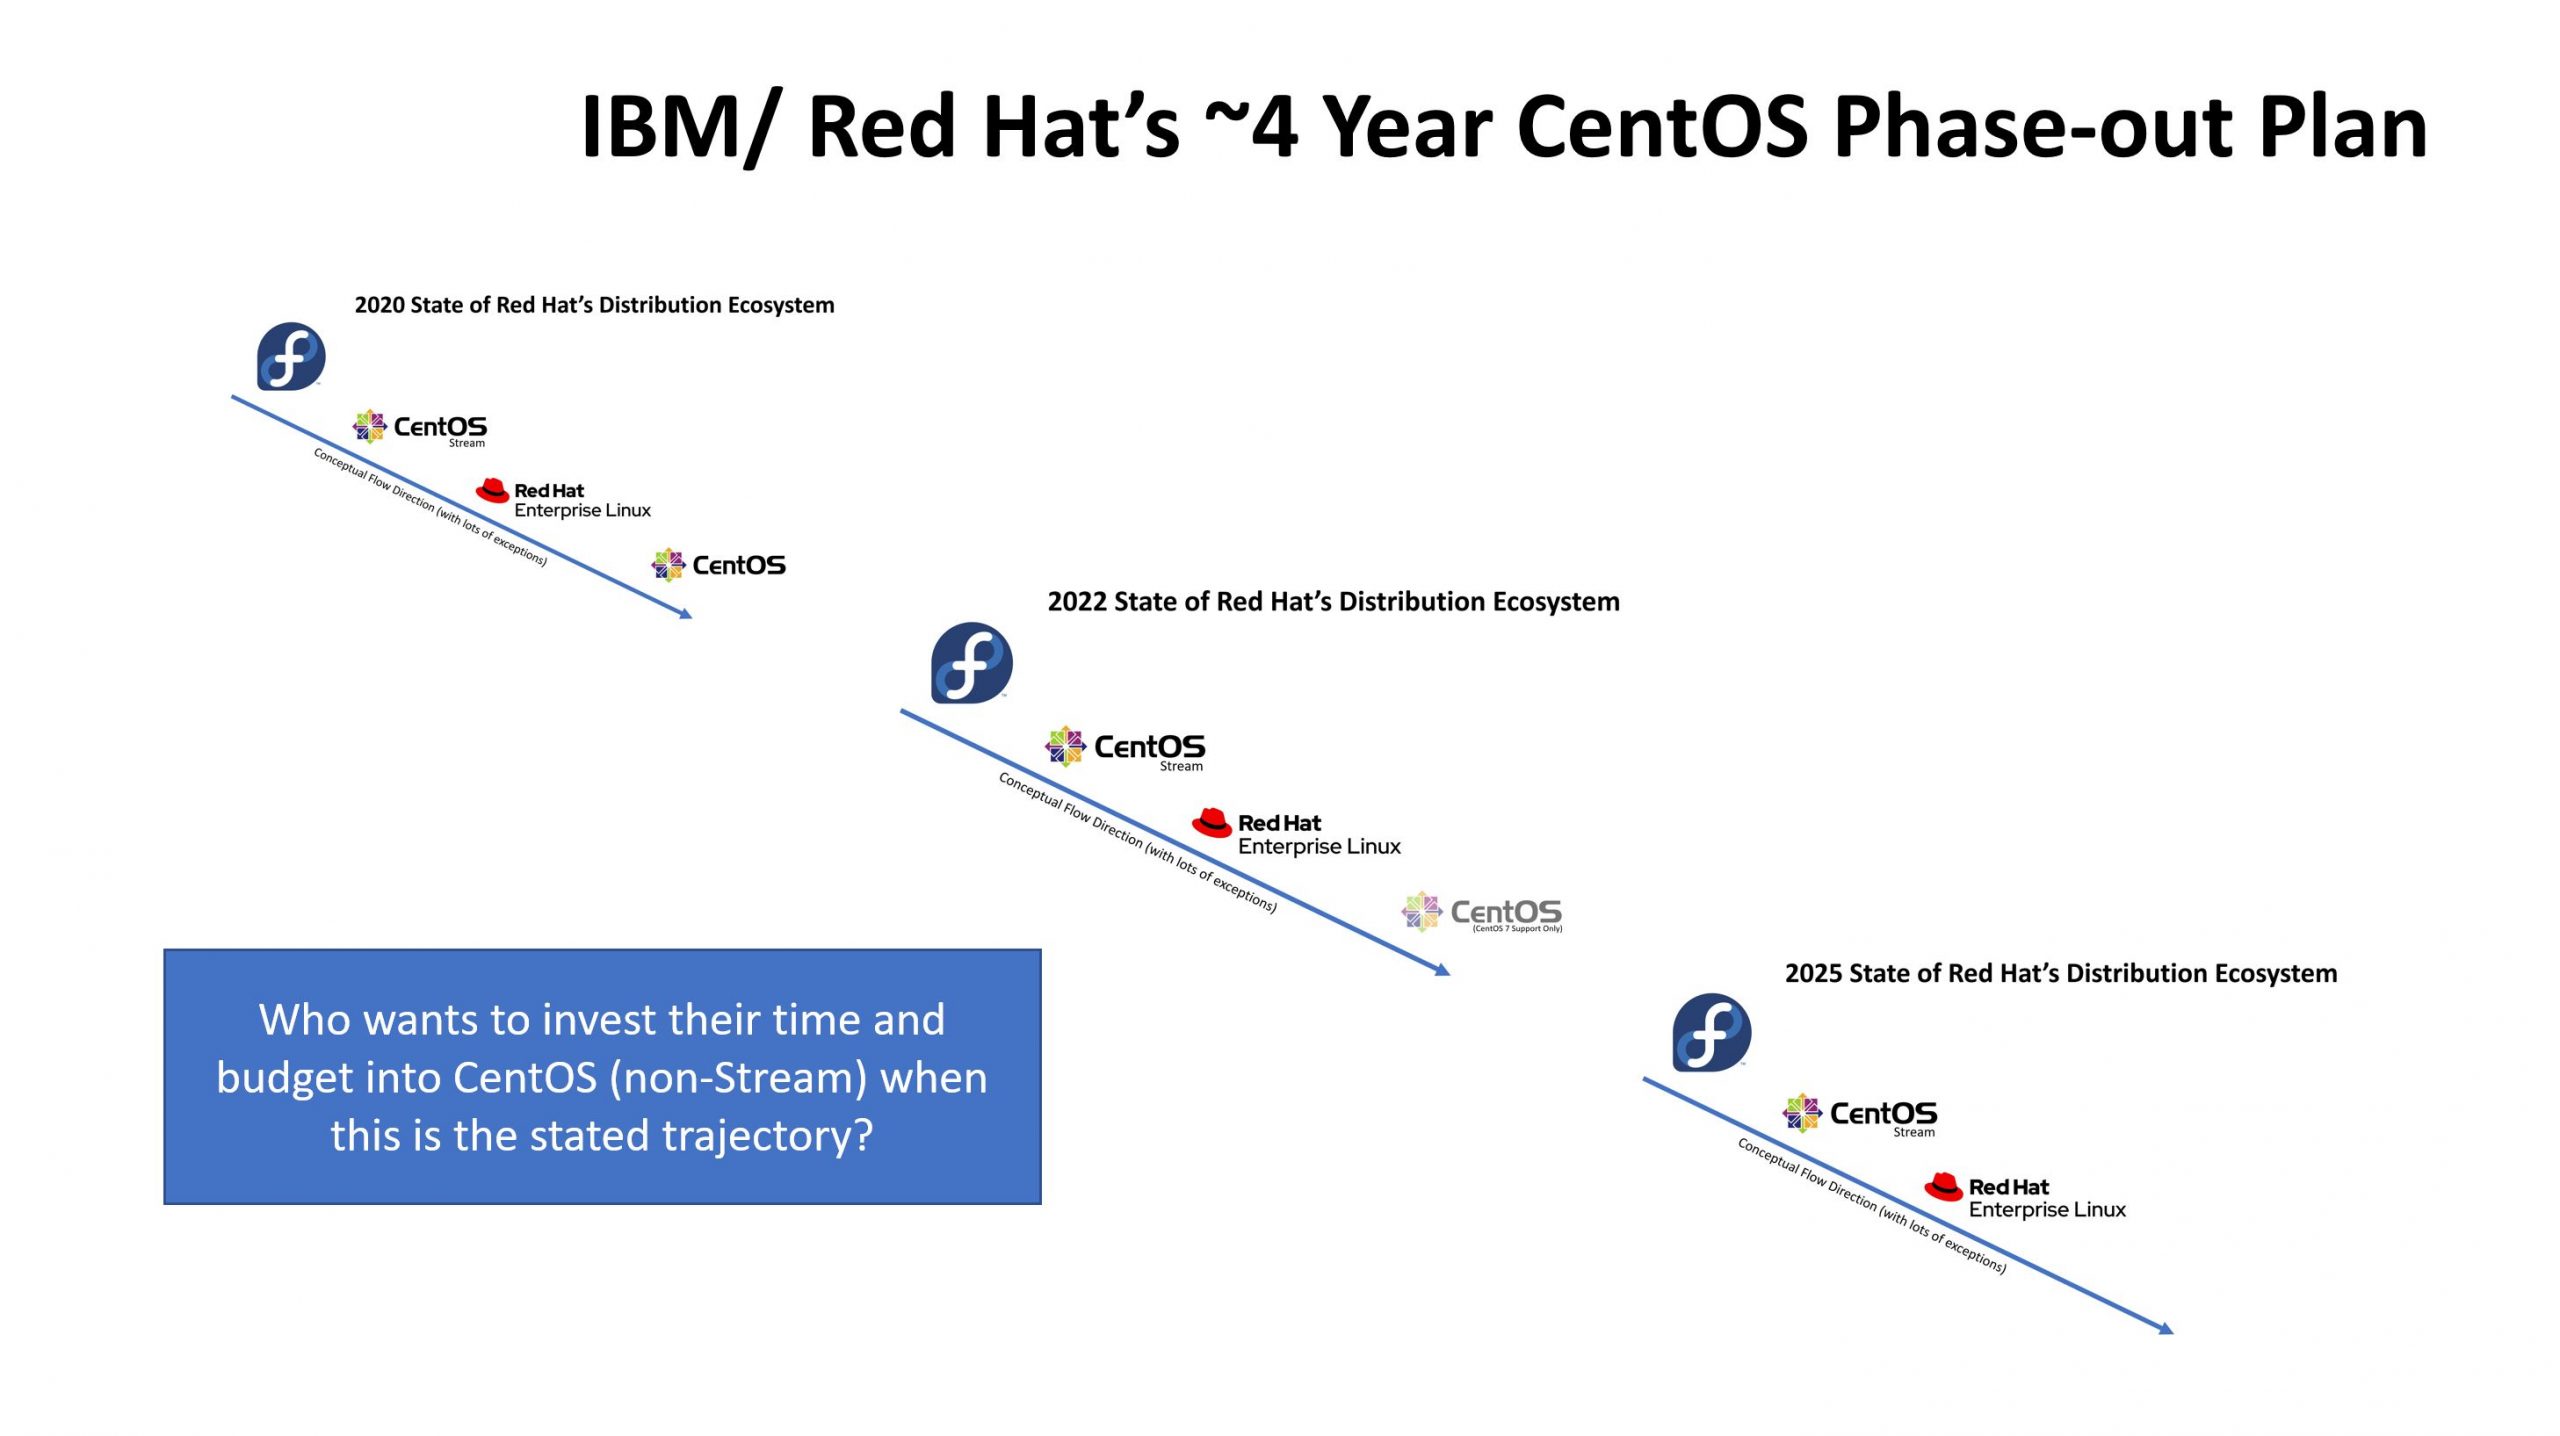 IBM/ Red Hat’s ~4 Year CentOS Phase-out Plan
2020 State of Red Hat’s Distribution Ecosystem
CentOS
Stream
Red Hat
Enterprise Linux
CentOS
Conceptual Flow Direction (with lots of exceptions)
2022 State of Red Hat’s Distribution Ecosystem
CentOS
Stream
Red Hat
Enterprise Linux
CentOS
(CentOS 7 Support Only)
Conceptual Flow Direction (with lots of exceptions)
Who wants to invest their time and
budget into CentOS (non-Stream) when
this is the stated trajectory?
2025 State of Red Hat’s Distribution Ecosystem
CentOS
Stream
Red Hat
Enterprise Linux
Conceptual Flow Direction (with lots of exceptions)